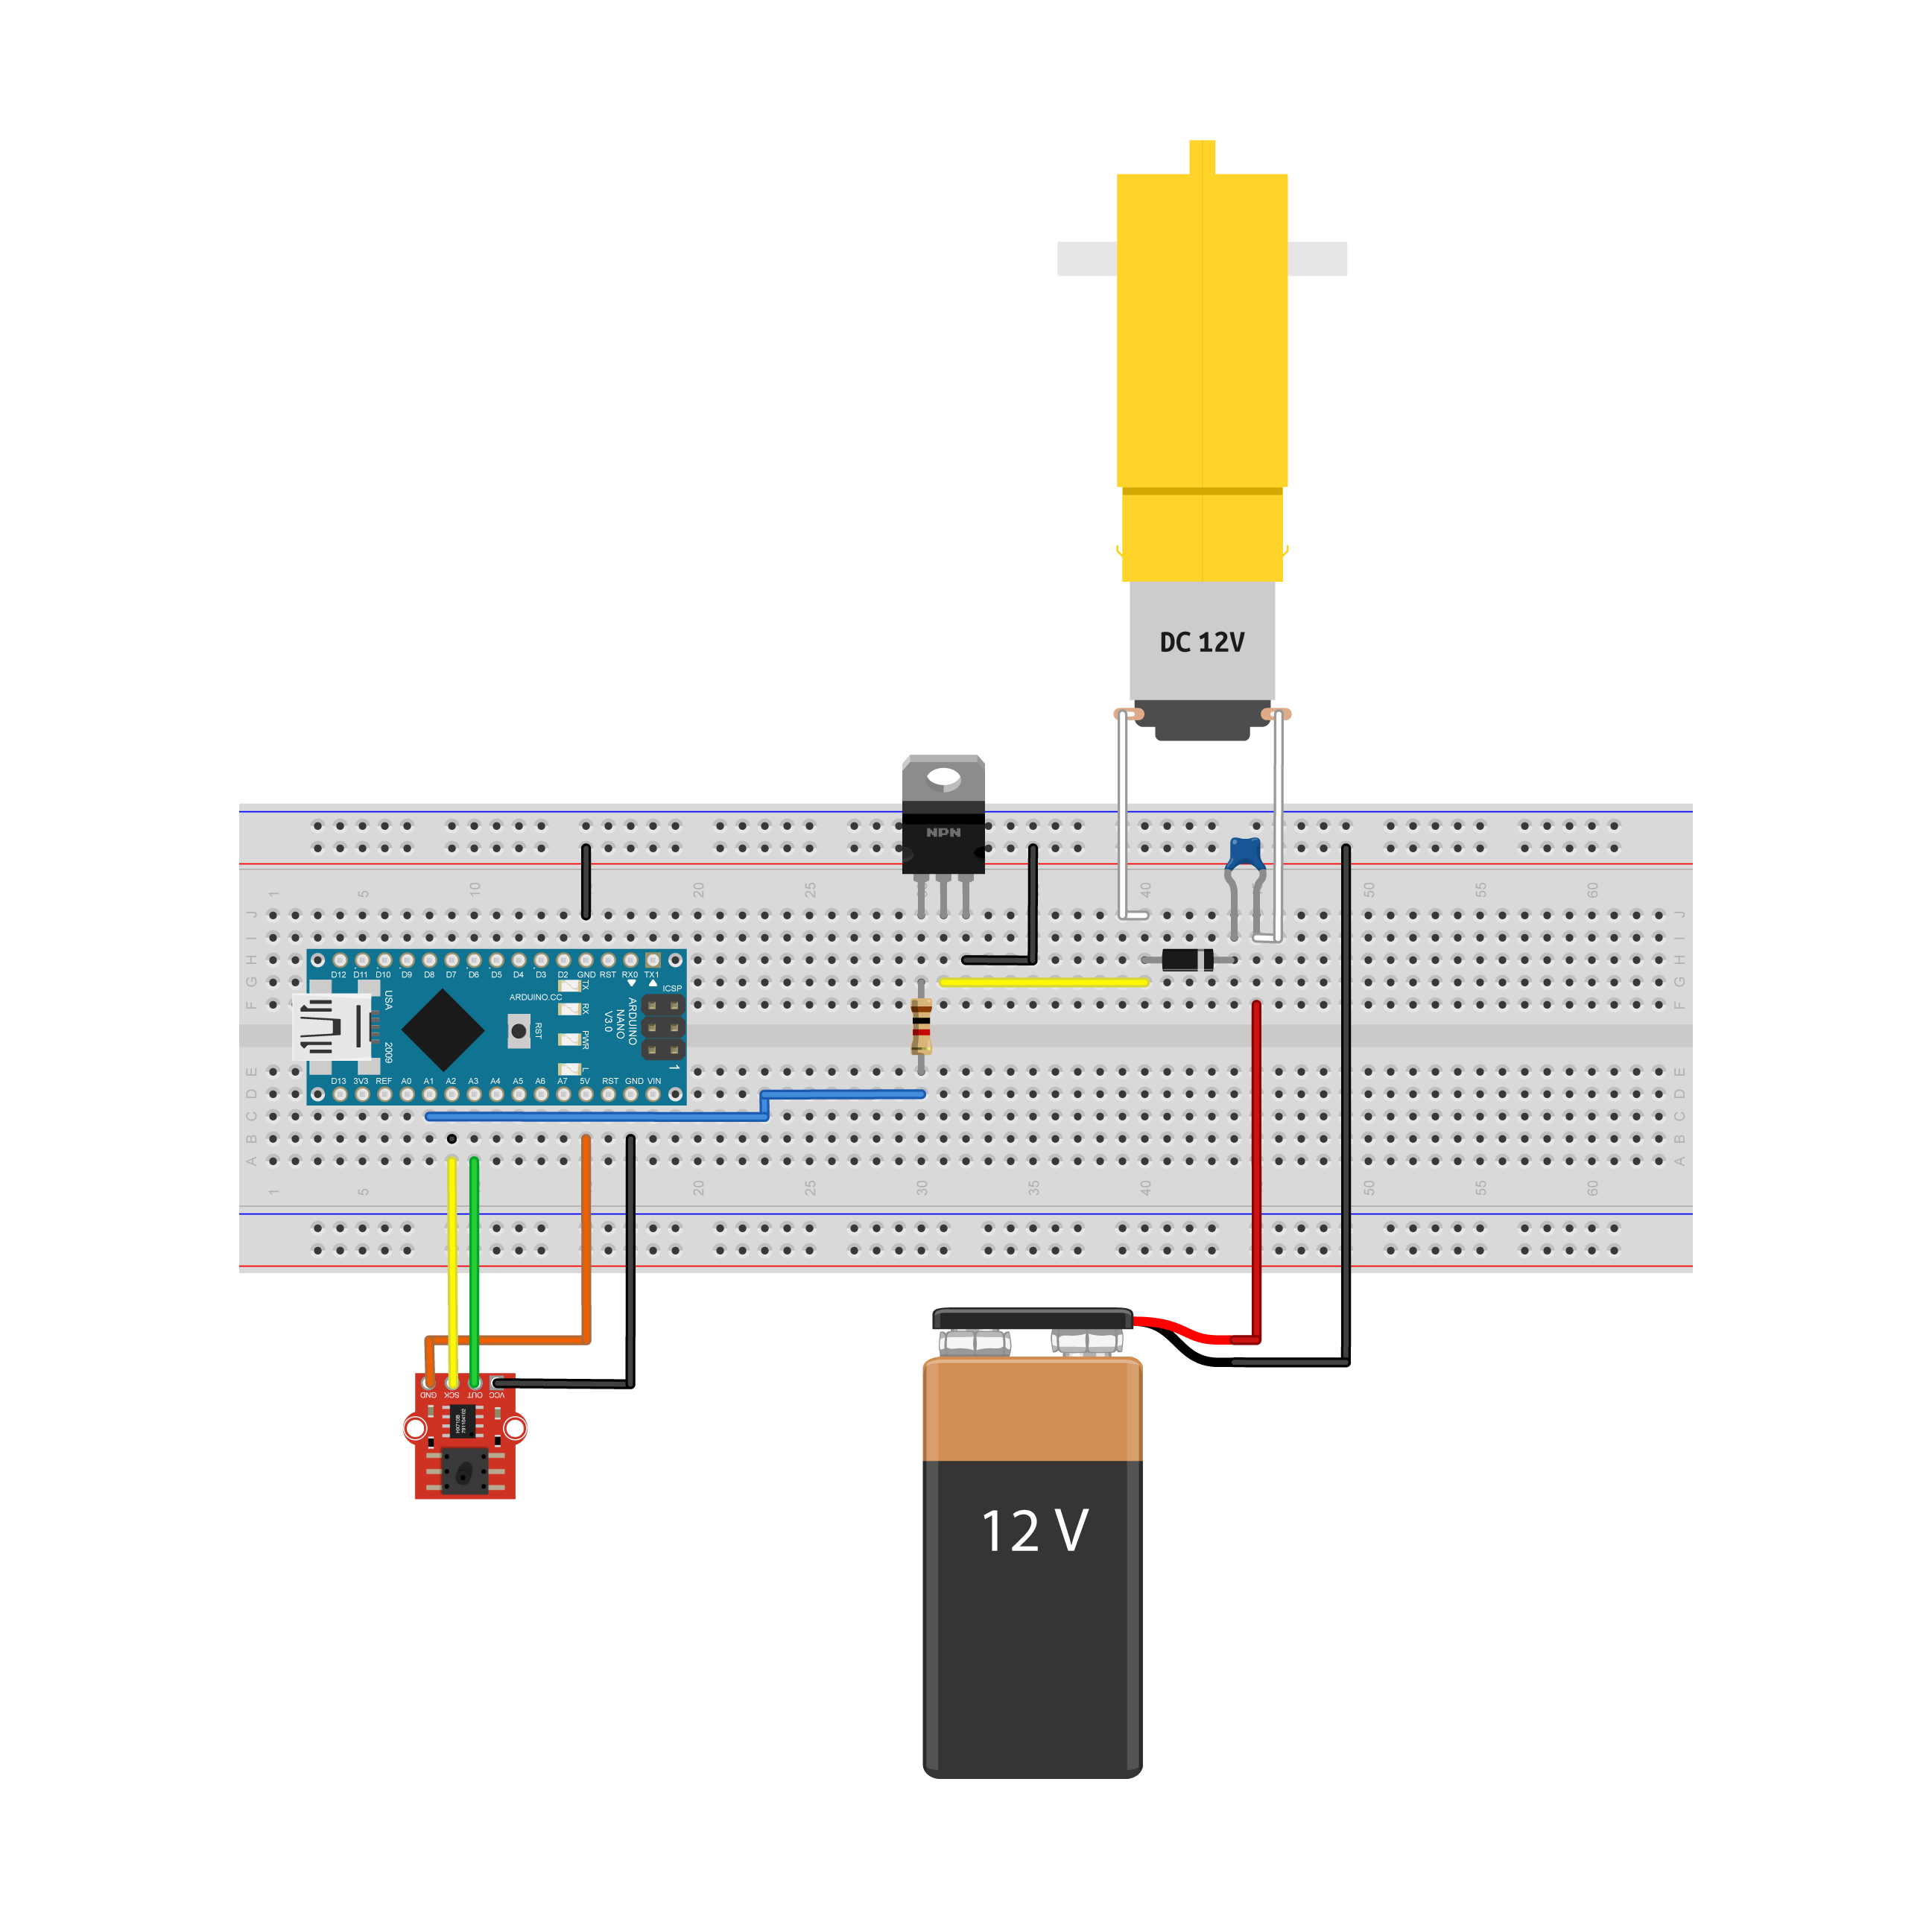 DC 12V
NPN
1 5 10 20 25 30 40 50 55 60
J J
I I
H H
G G
F F
D12 D11 D10 D9 D8 D7 D6 D5 D4 D3 D2 GND RST RX0 TX1
TX
ICSP
USA
ARDUINO.CC
RX
ARDUINO
NANO
V3.0
RST
PWR
2009
L
1
D13 3V3 REF A0 A1 A2 A3 A4 A5 A6 A7 5V RST GND VIN
E E
D D
C C
B B
A A
1 5 20 25 30 35 40 50 55 60
GND SCK OUT VCC
HX710B
12 V